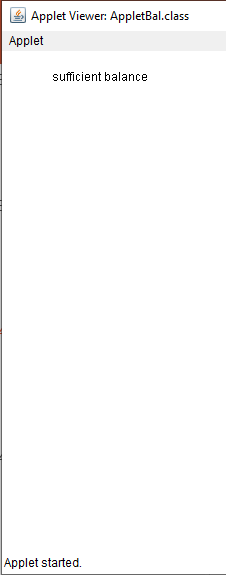 Applet Viewer: AppletBal.class
Applet
sufficient balance
Applet started.